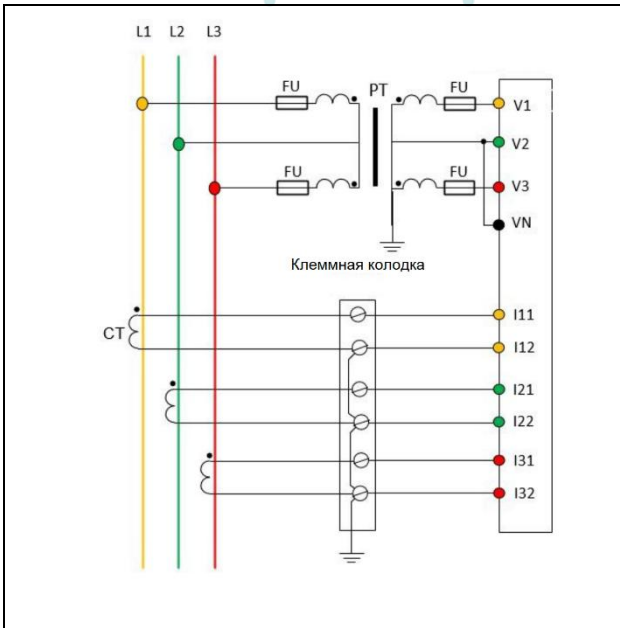 L1 L2 L3
FU PT FU
V1
V2
FU FU
V3
VN
Клеммная колодка
I11
CT
I12
I21
I22
I31
I32